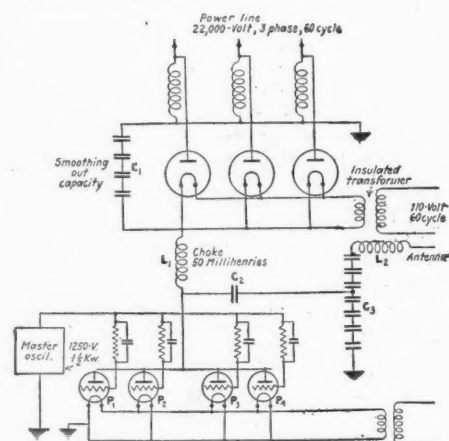 Power line
22,000-Volt, 3 phase, 60 cycle
Smoothing
out
capacity
C1
Insulated
transformer
110-Volt
60 cycle
L1
Choke
50 Millihenries
L2
Antenna
C2
C3
Master
oscil.
1250-V.
1½ Kw.
P1
P2
P3
P4